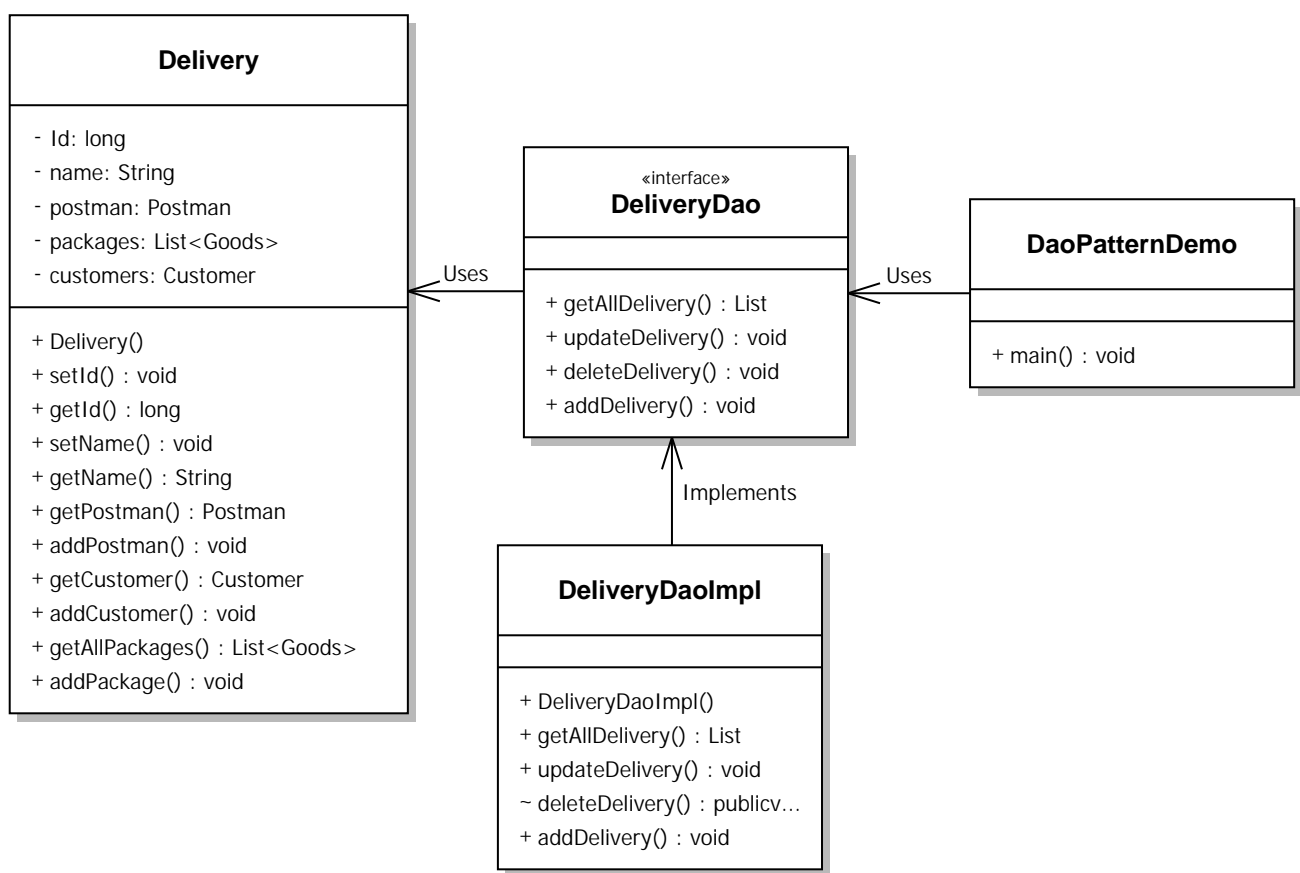 Delivery
- Id: long
- name: String
- postman: Postman
- packages: List<Goods>
- customers: Customer
+ Delivery()
+ setId() : void
+ getId() : long
+ setName() : void
+ getName() : String
+ getPostman() : Postman
+ addPostman() : void
+ getCustomer() : Customer
+ addCustomer() : void
+ getAllPackages() : List<Goods>
+ addPackage() : void
Uses
«interface»
DeliveryDao
+ getAllDelivery() : List
+ updateDelivery() : void
+ deleteDelivery() : void
+ addDelivery() : void
Uses
DaoPatternDemo
+ main() : void
Implements
DeliveryDaoImpl
+ DeliveryDaoImpl()
+ getAllDelivery() : List
+ updateDelivery() : void
~ deleteDelivery() : publicv...
+ addDelivery() : void